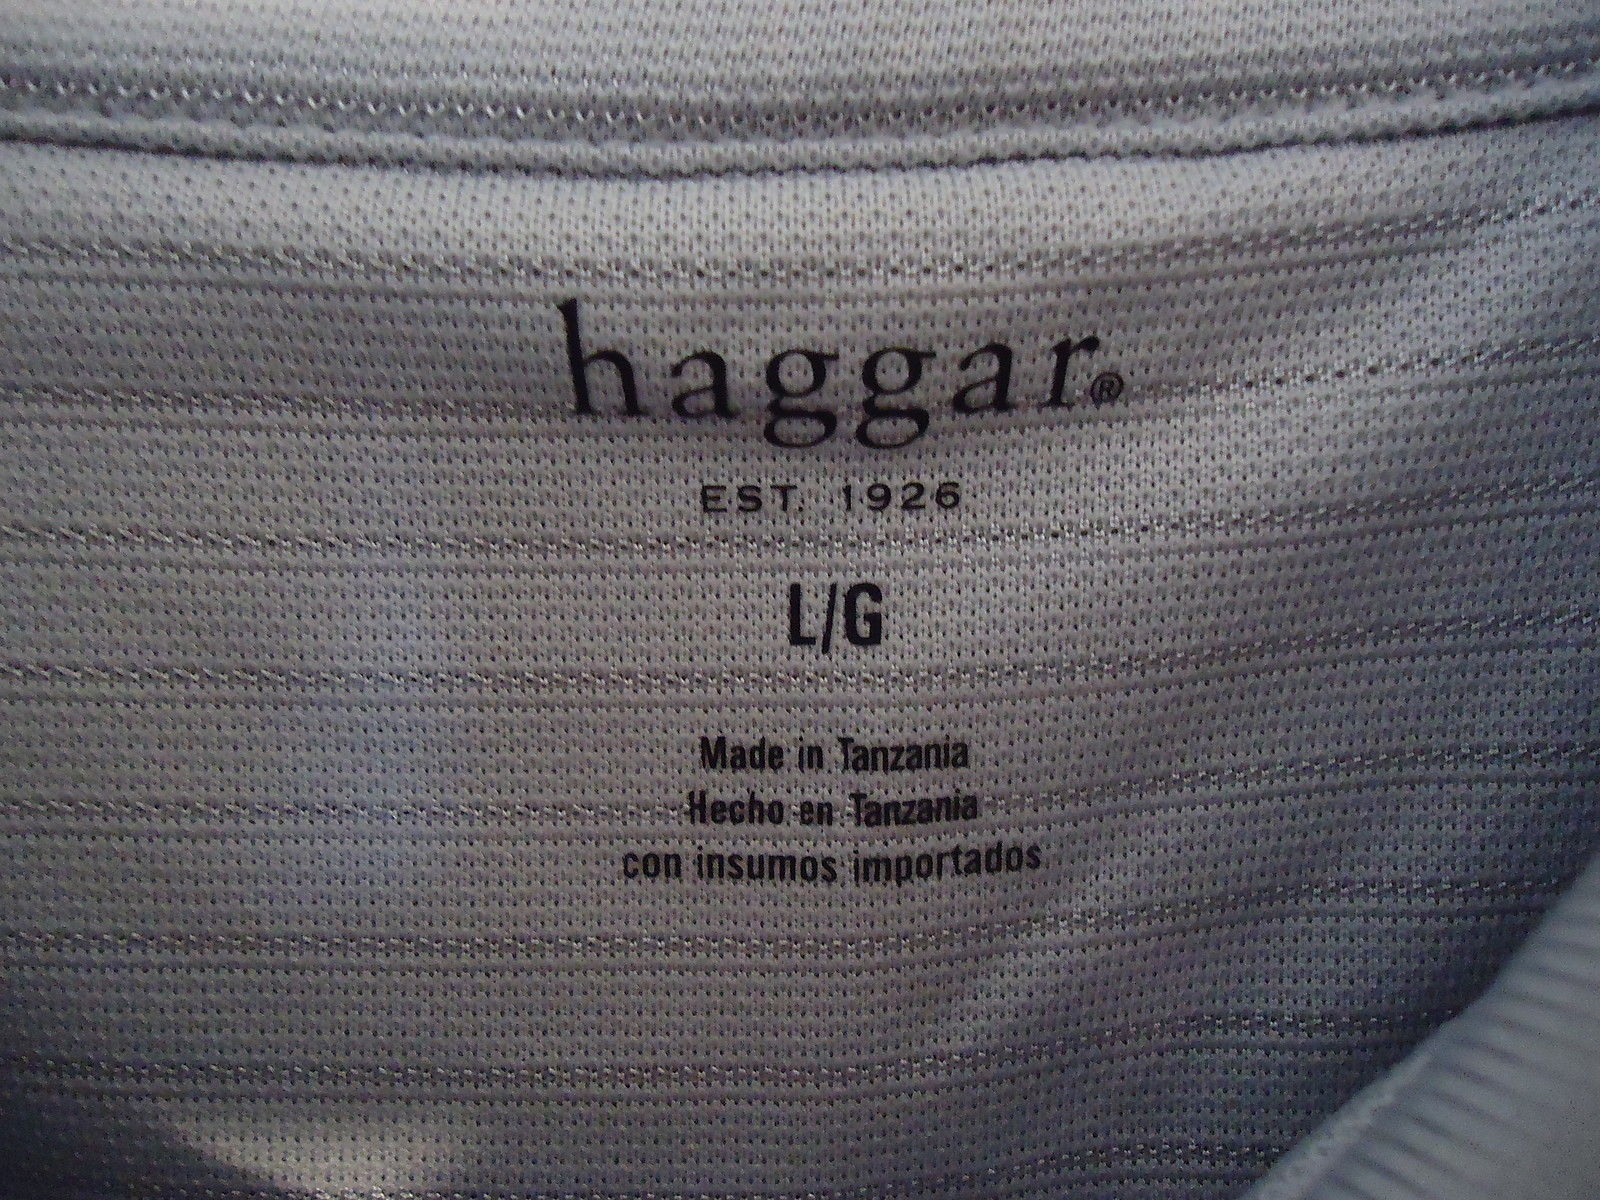 haggar®
EST. 1926
L/G
Made in Tanzania
Hecho en Tanzania
con insumos importados